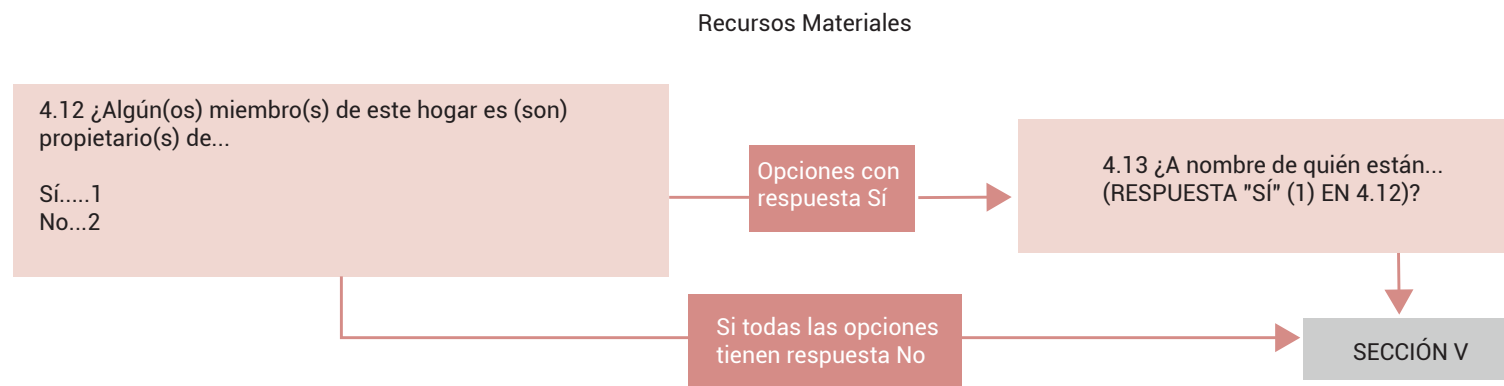 Recursos Materiales
4.12 ¿Algún(os) miembro(s) de este hogar es (son)
propietario(s) de...
Sí.....1
No...2
Opciones con
respuesta Sí
4.13 ¿A nombre de quién están...
(RESPUESTA "SÍ" (1) EN 4.12)?
Si todas las opciones
tienen respuesta No
SECCIÓN V